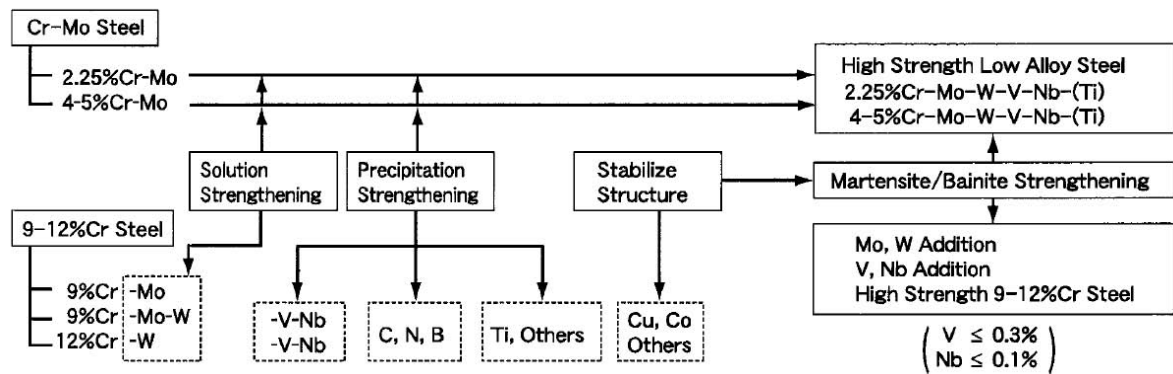 Cr-Mo Steel
2.25%Cr-Mo
4-5%Cr-Mo
High Strength Low Alloy Steel
2.25%Cr-Mo-W-V-Nb-(Ti)
4-5%Cr-Mo-W-V-Nb-(Ti)
Solution
Strengthening
Precipitation
Strengthening
Stabilize
Structure
Martensite/Bainite Strengthening
9-12%Cr Steel
9%Cr -Mo
9%Cr -Mo-W
12%Cr -W
-V-Nb
-V-Nb
C, N, B
Ti, Others
Cu, Co
Others
Mo, W Addition
V, Nb Addition
High Strength 9-12%Cr Steel
( V ≤ 0.3%
Nb ≤ 0.1% )